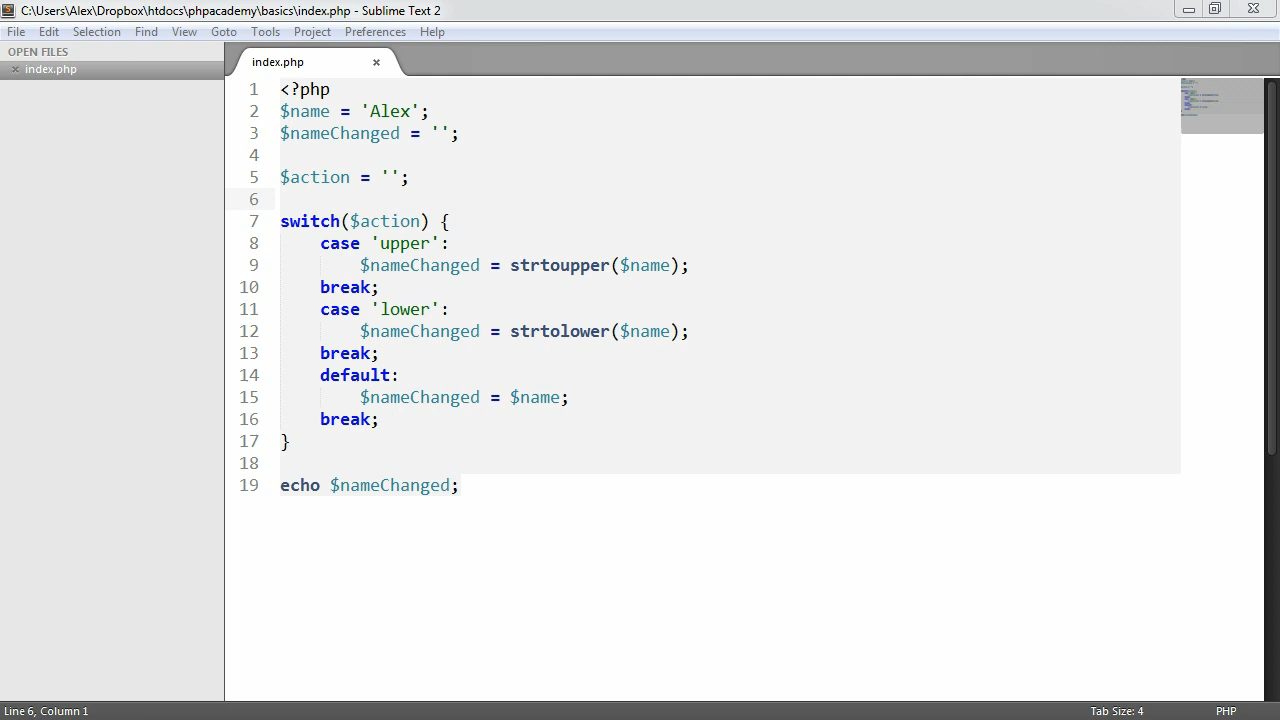 C:\Users\Alex\Dropbox\htdocs\phpacademy\basics\index.php - Sublime Text 2
File Edit Selection Find View Goto Tools Project Preferences Help
OPEN FILES
index.php
index.php
1 <?php
2 $name = 'Alex';
3 $nameChanged = '';
4
5 $action = '';
6
7 switch($action) {
8     case 'upper':
9         $nameChanged = strtoupper($name);
10     break;
11     case 'lower':
12         $nameChanged = strtolower($name);
13     break;
14     default:
15         $nameChanged = $name;
16     break;
17 }
18
19 echo $nameChanged;
Line 6, Column 1 Tab Size: 4 PHP